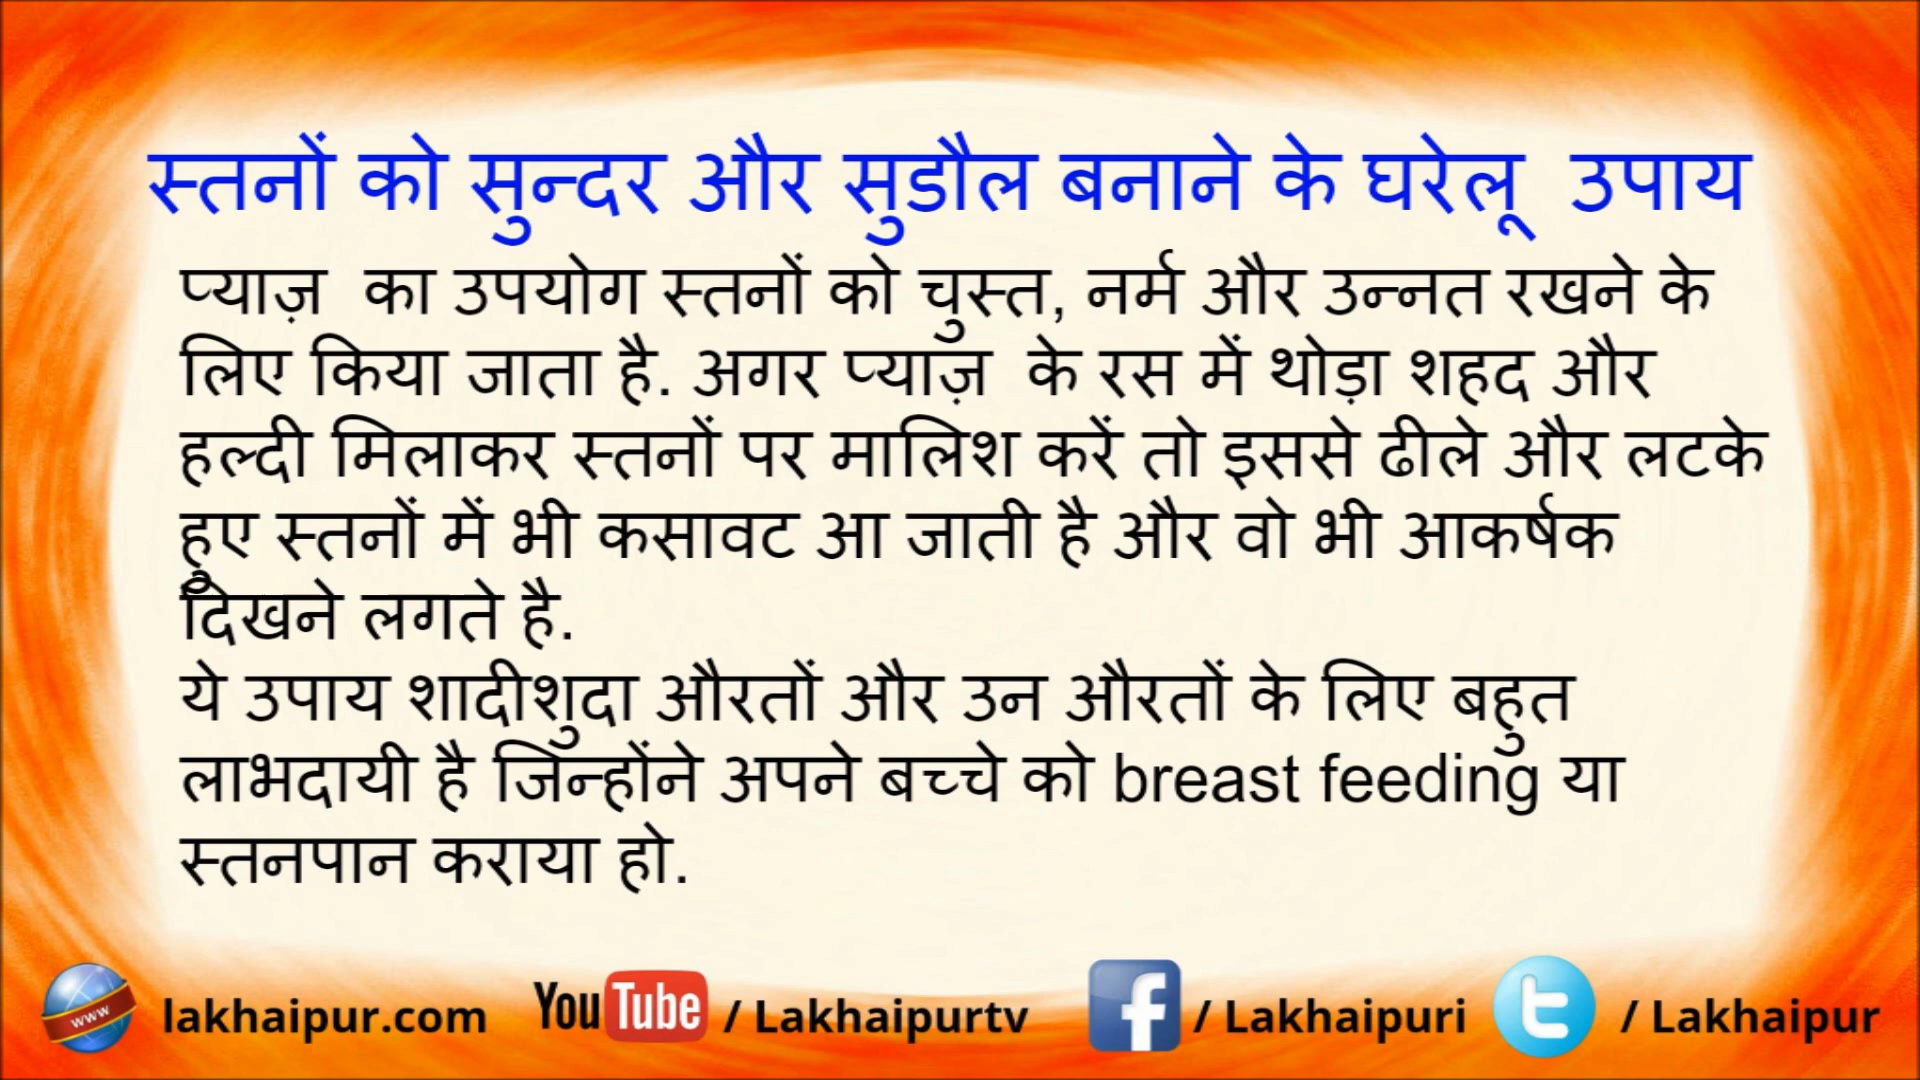 स्तनों को सुन्दर और सुडौल बनाने के घरेलू उपाय
प्याज़ का उपयोग स्तनों को चुस्त, नर्म और उन्नत रखने के
लिए किया जाता है. अगर प्याज़ के रस में थोड़ा शहद और
हल्दी मिलाकर स्तनों पर मालिश करें तो इससे ढीले और लटके
हुए स्तनों में भी कसावट आ जाती है और वो भी आकर्षक
दिखने लगते है.
ये उपाय शादीशुदा औरतों और उन औरतों के लिए बहुत
लाभदायी है जिन्होंने अपने बच्चे को breast feeding या
स्तनपान कराया हो.
www lakhaipur.com YouTube / Lakhaipurtv f / Lakhaipuri t / Lakhaipur